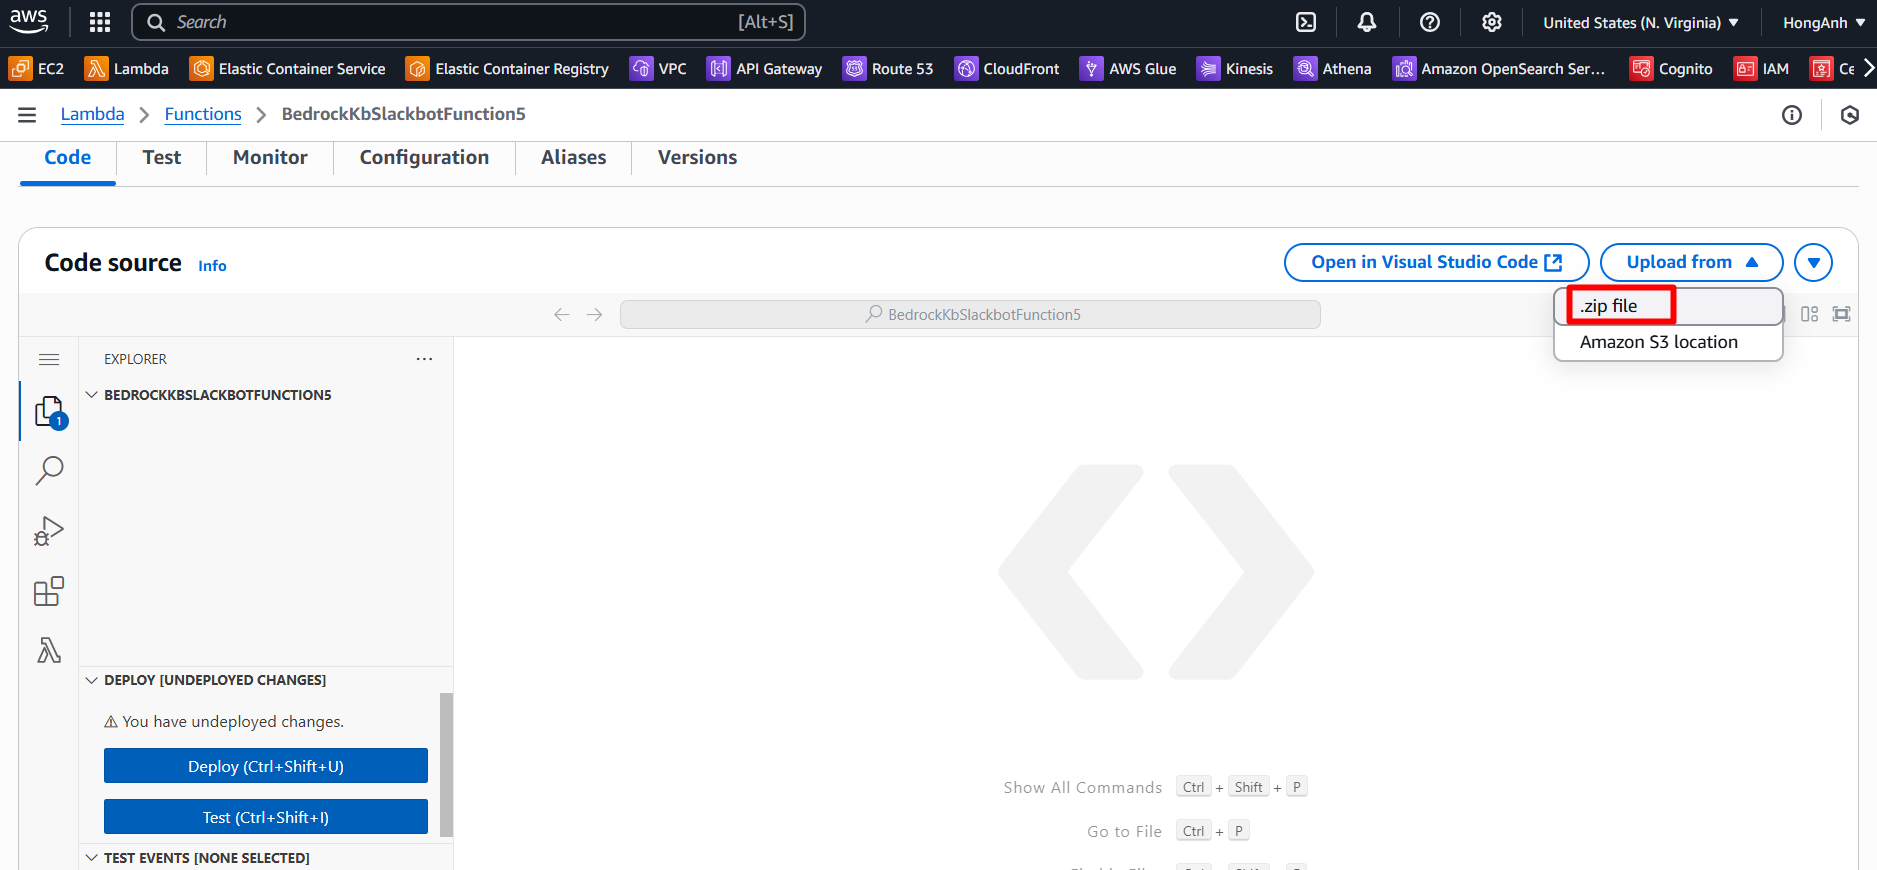 aws Search [Alt+S] United States (N. Virginia) HongAnh
EC2 Lambda Elastic Container Service Elastic Container Registry VPC API Gateway Route 53 CloudFront AWS Glue Kinesis Athena Amazon OpenSearch Ser... Cognito IAM Ce
Lambda Functions BedrockKbSlackbotFunction5
Code Test Monitor Configuration Aliases Versions
Code source Info Open in Visual Studio Code Upload from
.zip file
BedrockKbSlackbotFunction5
Amazon S3 location
EXPLORER ...
BEDROCKKBSLACKBOTFUNCTION5
1
DEPLOY [UNDEPLOYED CHANGES]
You have undeployed changes.
Deploy (Ctrl+Shift+U)
Show All Commands Ctrl + Shift + P
Test (Ctrl+Shift+I)
Go to File Ctrl + P
TEST EVENTS [NONE SELECTED]